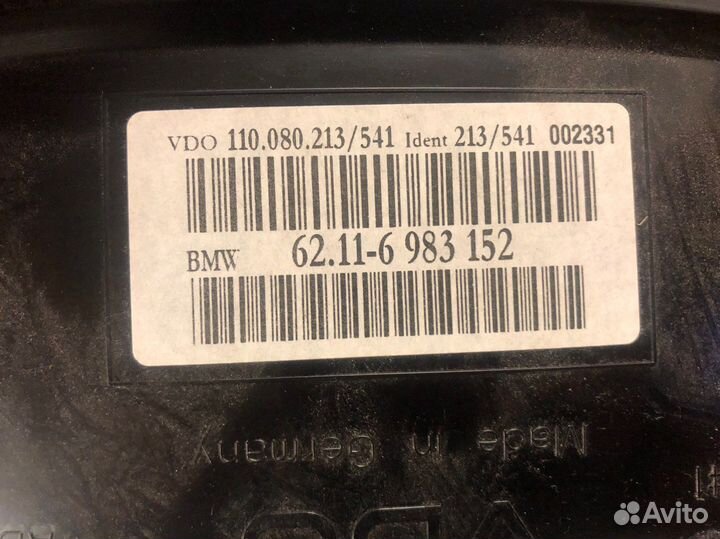 VDO 110.080.213/541 Ident 213/541 002331
BMW 62.11-6 983 152
Made in Germany
VDO
Avito